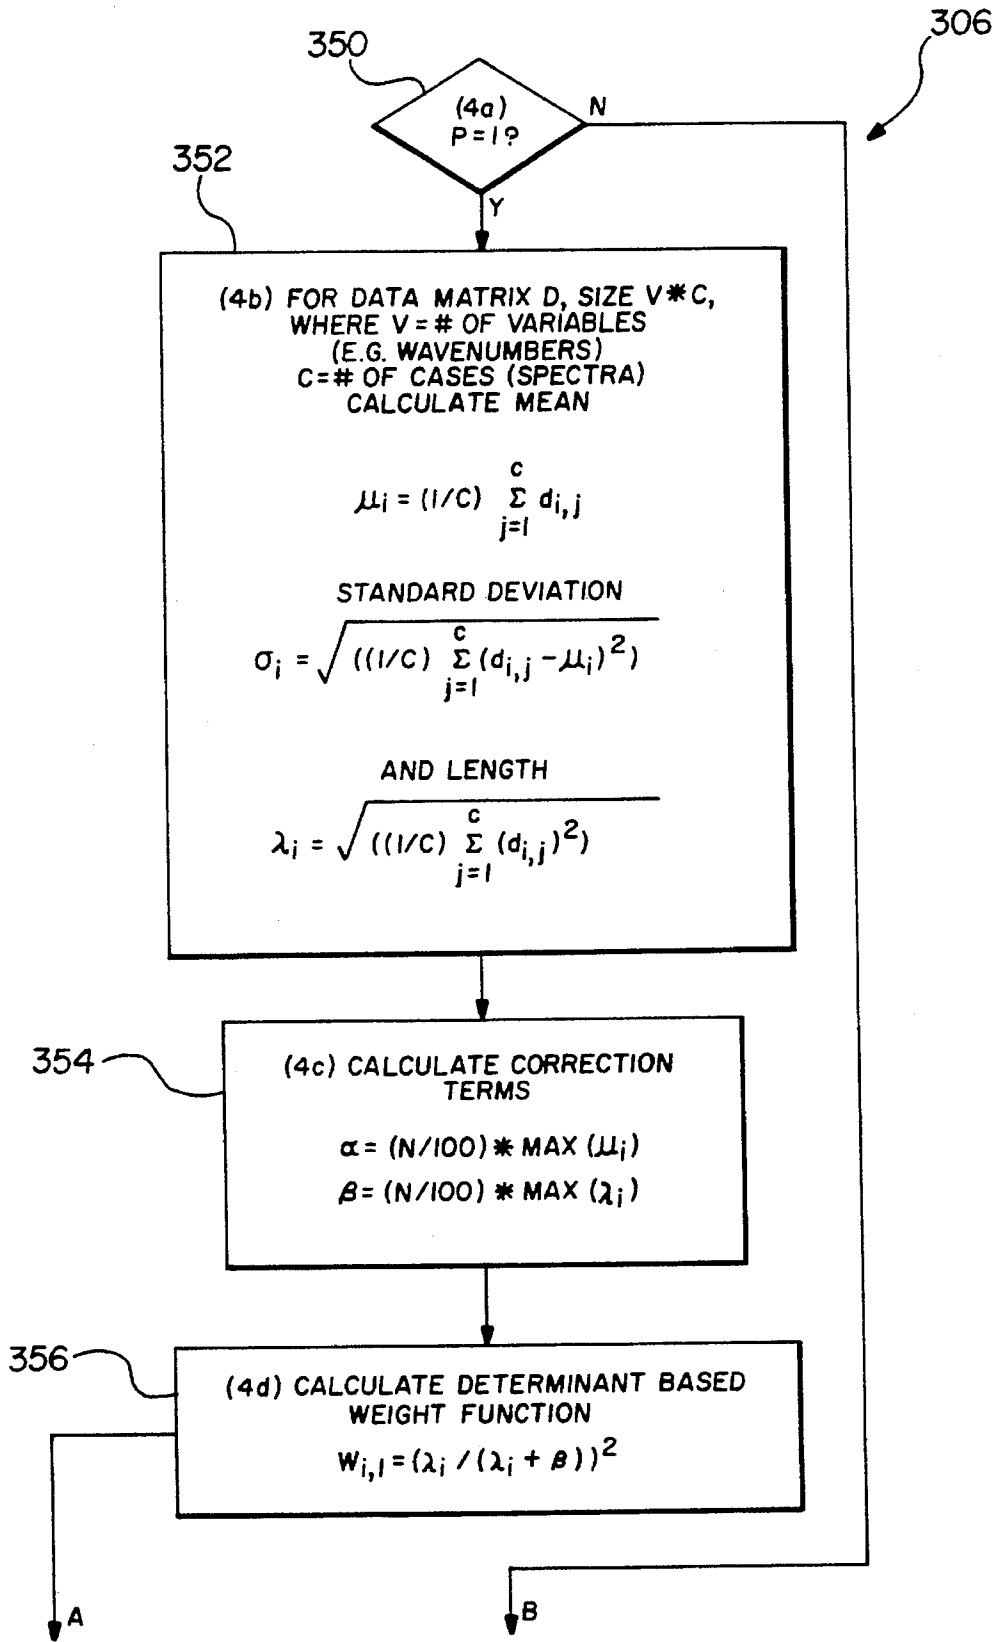 350
306
(4a)
P=1?
N
352
Y
(4b) FOR DATA MATRIX D, SIZE V*C,
WHERE V=# OF VARIABLES
(E.G. WAVENUMBERS)
C=# OF CASES (SPECTRA)
CALCULATE MEAN
μi = (1/C) C Σ j=1 di,j
STANDARD DEVIATION
σi = √((1/C) C Σ j=1 (di,j - μi)²)
AND LENGTH
λi = √(((1/C) C Σ j=1 (di,j)²)
354
(4c) CALCULATE CORRECTION
TERMS
α = (N/100) * MAX (μi)
β = (N/100) * MAX (λi)
356
(4d) CALCULATE DETERMINANT BASED
WEIGHT FUNCTION
Wi,1 = (λi / (λi + β))²
A
B